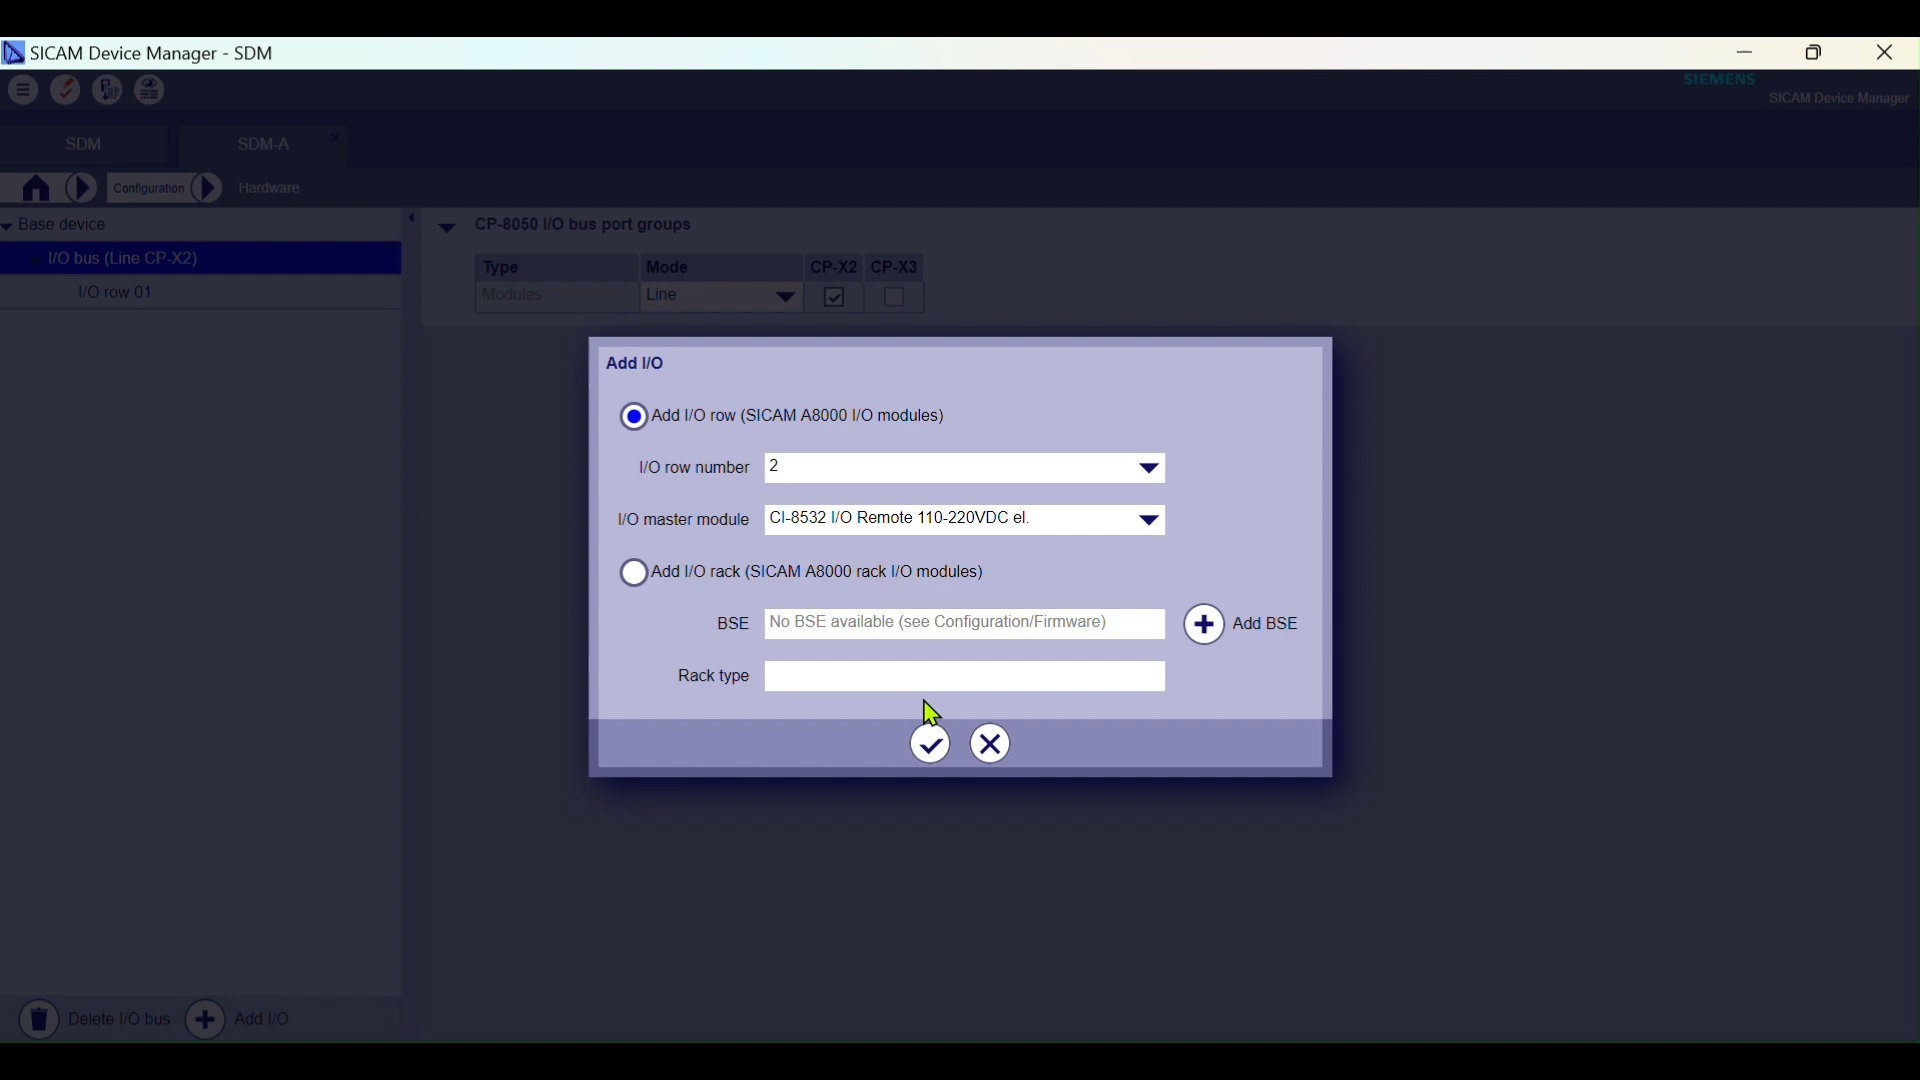 SICAM Device Manager - SDM
SIEMENS
SICAM Device Manager
SDM
SDM-A
Configuration
Hardware
Base device
I/O bus (Line CP-X2)
I/O row 01
CP-8050 I/O bus port groups
Type Mode CP-X2 CP-X3
Modules Line
Add I/O
Add I/O row (SICAM A8000 I/O modules)
I/O row number 2
I/O master module CI-8532 I/O Remote 110-220VDC el.
Add I/O rack (SICAM A8000 rack I/O modules)
BSE No BSE available (see Configuration/Firmware) Add BSE
Rack type
Delete I/O bus Add I/O